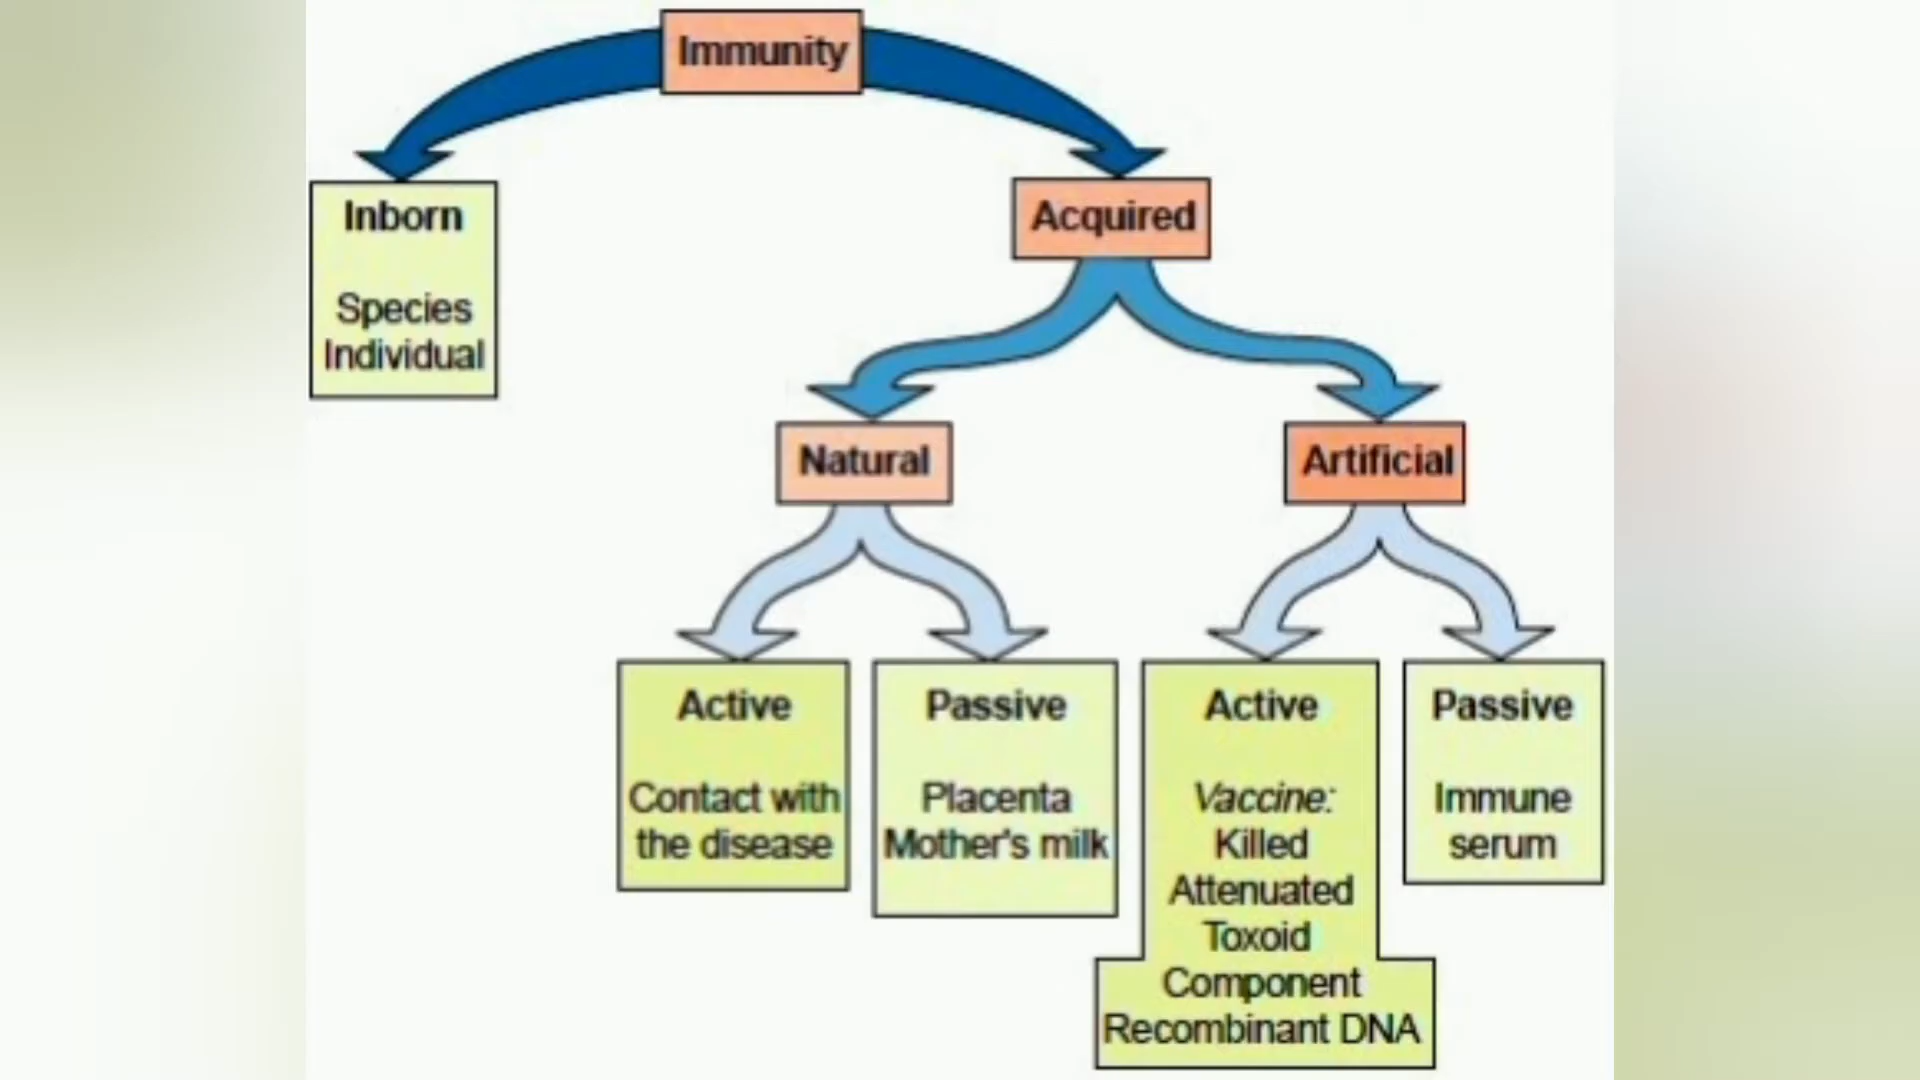 Immunity
Inborn
Species
Individual
Acquired
Natural
Artificial
Active
Contact with
the disease
Passive
Placenta
Mother's milk
Active
Vaccine:
Killed
Attenuated
Toxoid
Component
Recombinant DNA
Passive
Immune
serum